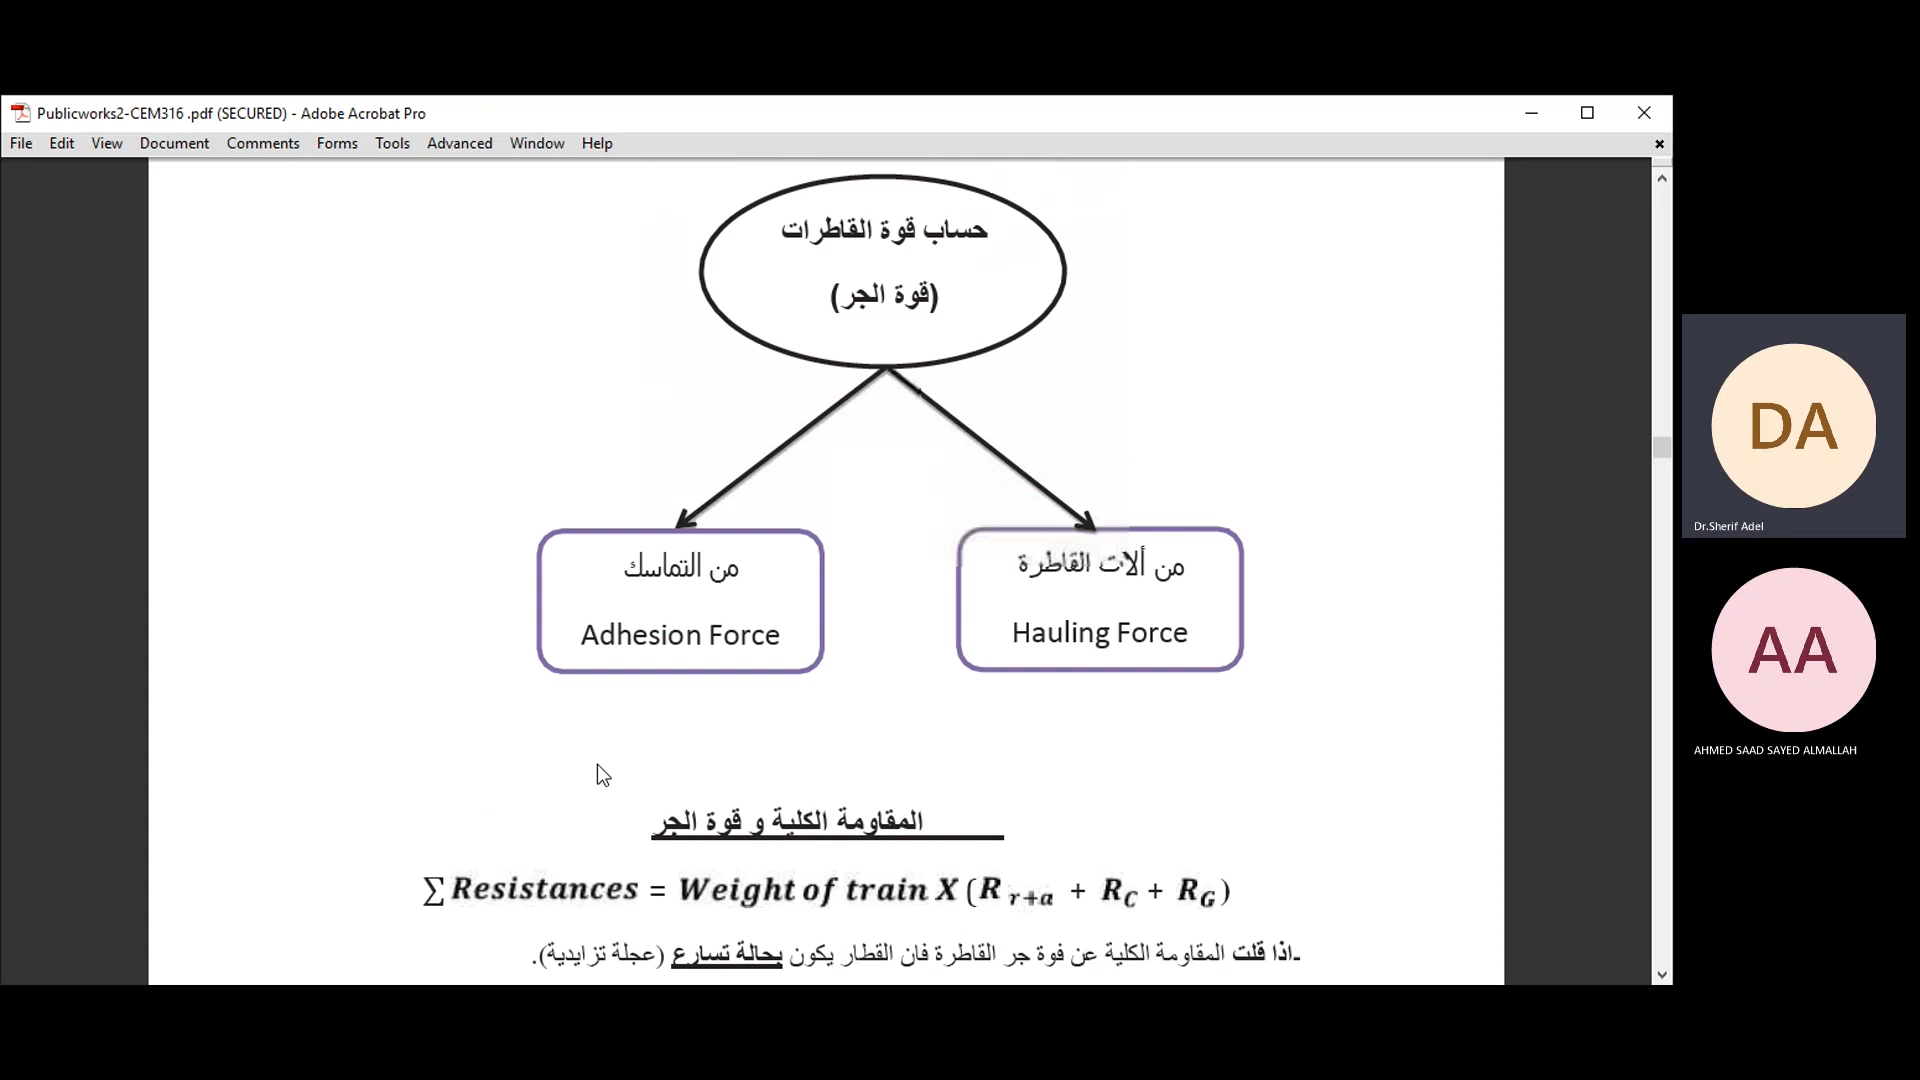 Publicworks2-CEM316 .pdf (SECURED) - Adobe Acrobat Pro
File Edit View Document Comments Forms Tools Advanced Window Help
حساب قوة القاطرات
(قوة الجر)
من التماسك
Adhesion Force
من ألات القاطرة
Hauling Force
المقاومة الكلية و قوة الجر
∑ Resistances = Weight of train X (R r+a + RC + RG)
-اذا قلت المقاومة الكلية عن فوة جر القاطرة فان القطار يكون بحالة تسارع (عجلة تزايدية).
DA
Dr.Sherif Adel
AA
AHMED SAAD SAYED ALMALLAH